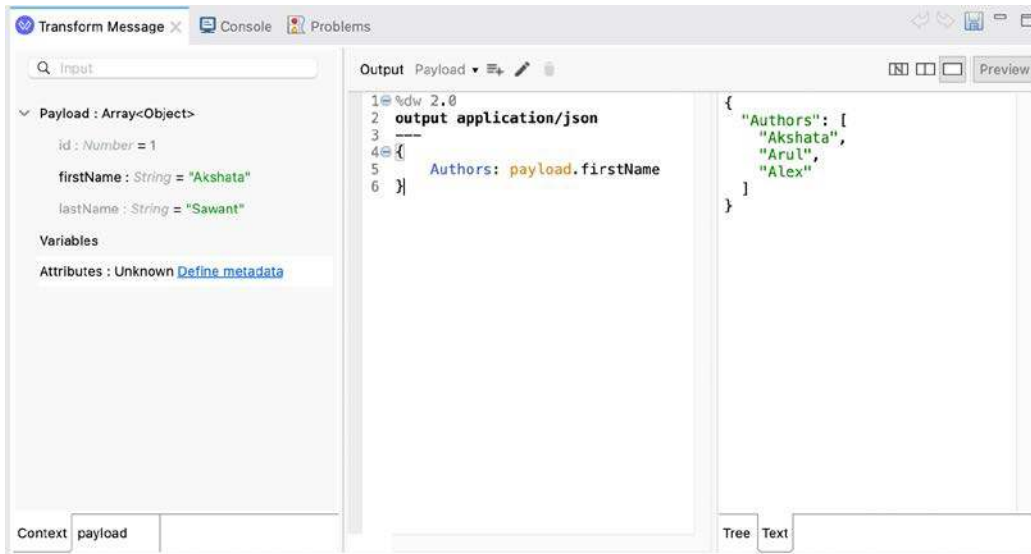 Transform Message Console Problems
Input
Payload : Array<Object>
id : Number = 1
firstName : String = "Akshata"
lastName : String = "Sawant"
Variables
Attributes : Unknown Define metadata
Context payload
Output Payload
1 %dw 2.0
2 output application/json
3 ---
4 {
5 Authors: payload.firstName
6 }
Preview
{
"Authors": [
"Akshata",
"Arul",
"Alex"
]
}
Tree Text